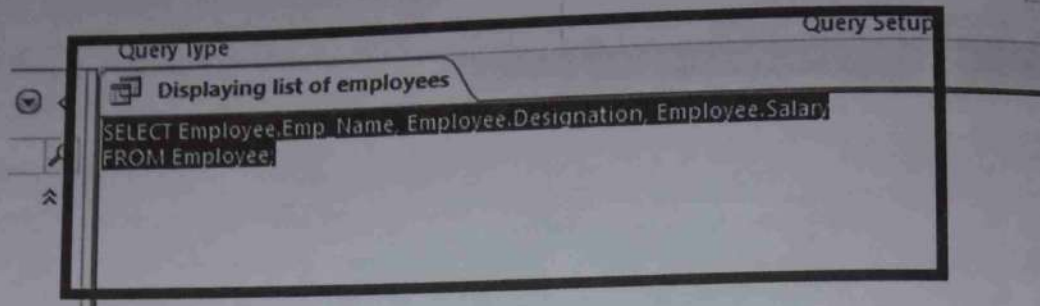 Query Type
Query Setup
Displaying list of employees
SELECT Employee.Emp_Name, Employee.Designation, Employee.Salary,
FROM Employee;